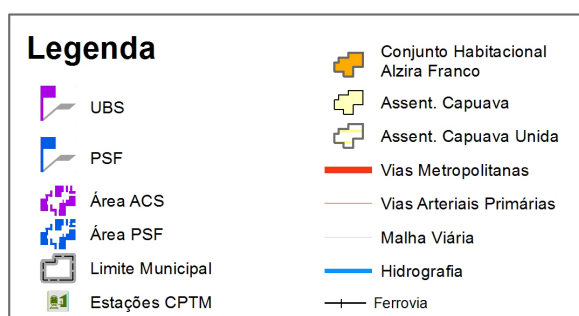 Legenda
UBS
PSF
Área ACS
Área PSF
Limite Municipal
Estações CPTM
Conjunto Habitacional
Alzira Franco
Assent. Capuava
Assent. Capuava Unida
Vias Metropolitanas
Vias Arteriais Primárias
Malha Viária
Hidrografia
Ferrovia